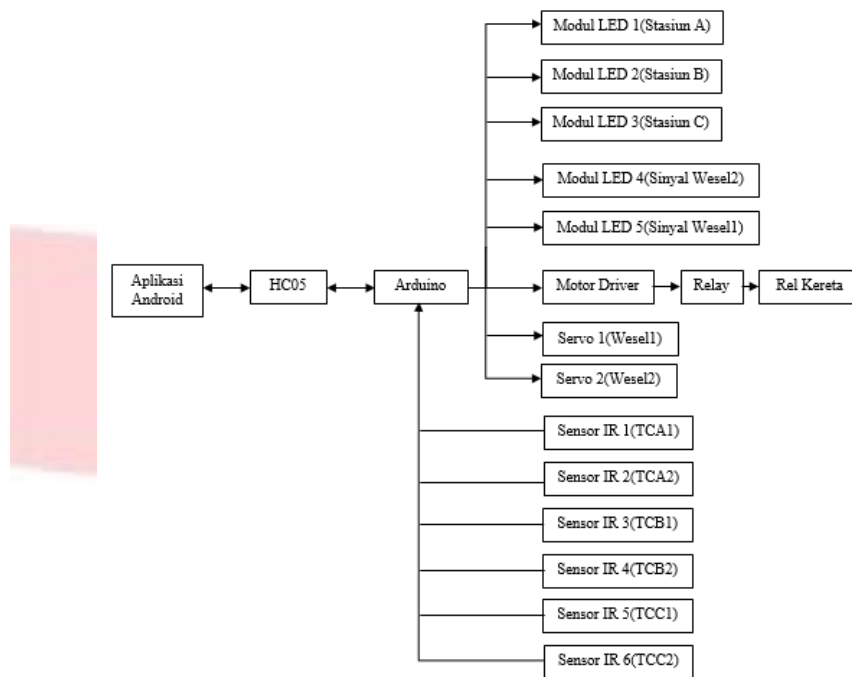 Modul LED 1(Stasiun A)
Modul LED 2(Stasiun B)
Modul LED 3(Stasiun C)
Modul LED 4(Sinyal Wesel2)
Modul LED 5(Sinyal Wesel1)
Aplikasi
Android
HC05
Arduino
Motor Driver
Relay
Rel Kereta
Servo 1(Wesel1)
Servo 2(Wesel2)
Sensor IR 1(TCA1)
Sensor IR 2(TCA2)
Sensor IR 3(TCB1)
Sensor IR 4(TCB2)
Sensor IR 5(TCC1)
Sensor IR 6(TCC2)